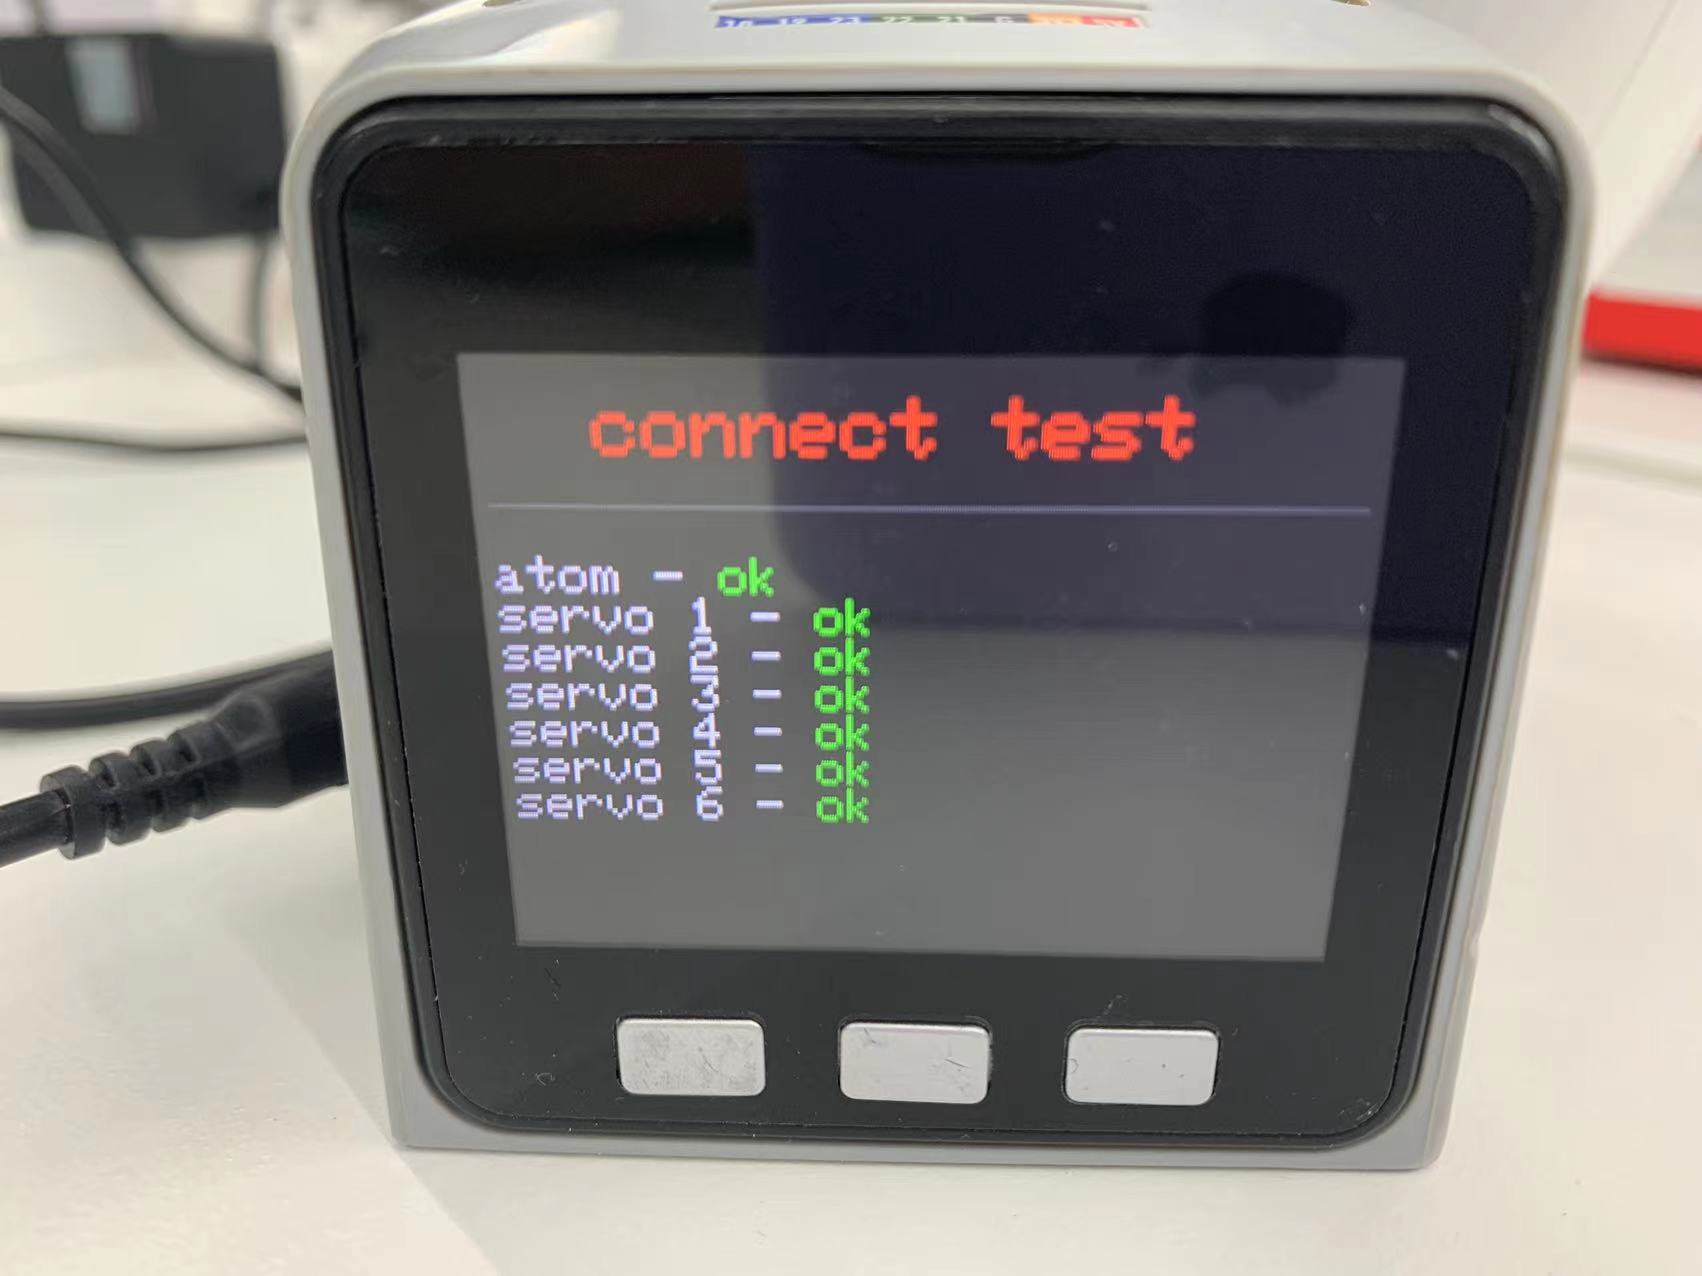 connect test
atom - ok
servo 1 - ok
servo 2 - ok
servo 3 - ok
servo 4 - ok
servo 5 - ok
servo 6 - ok